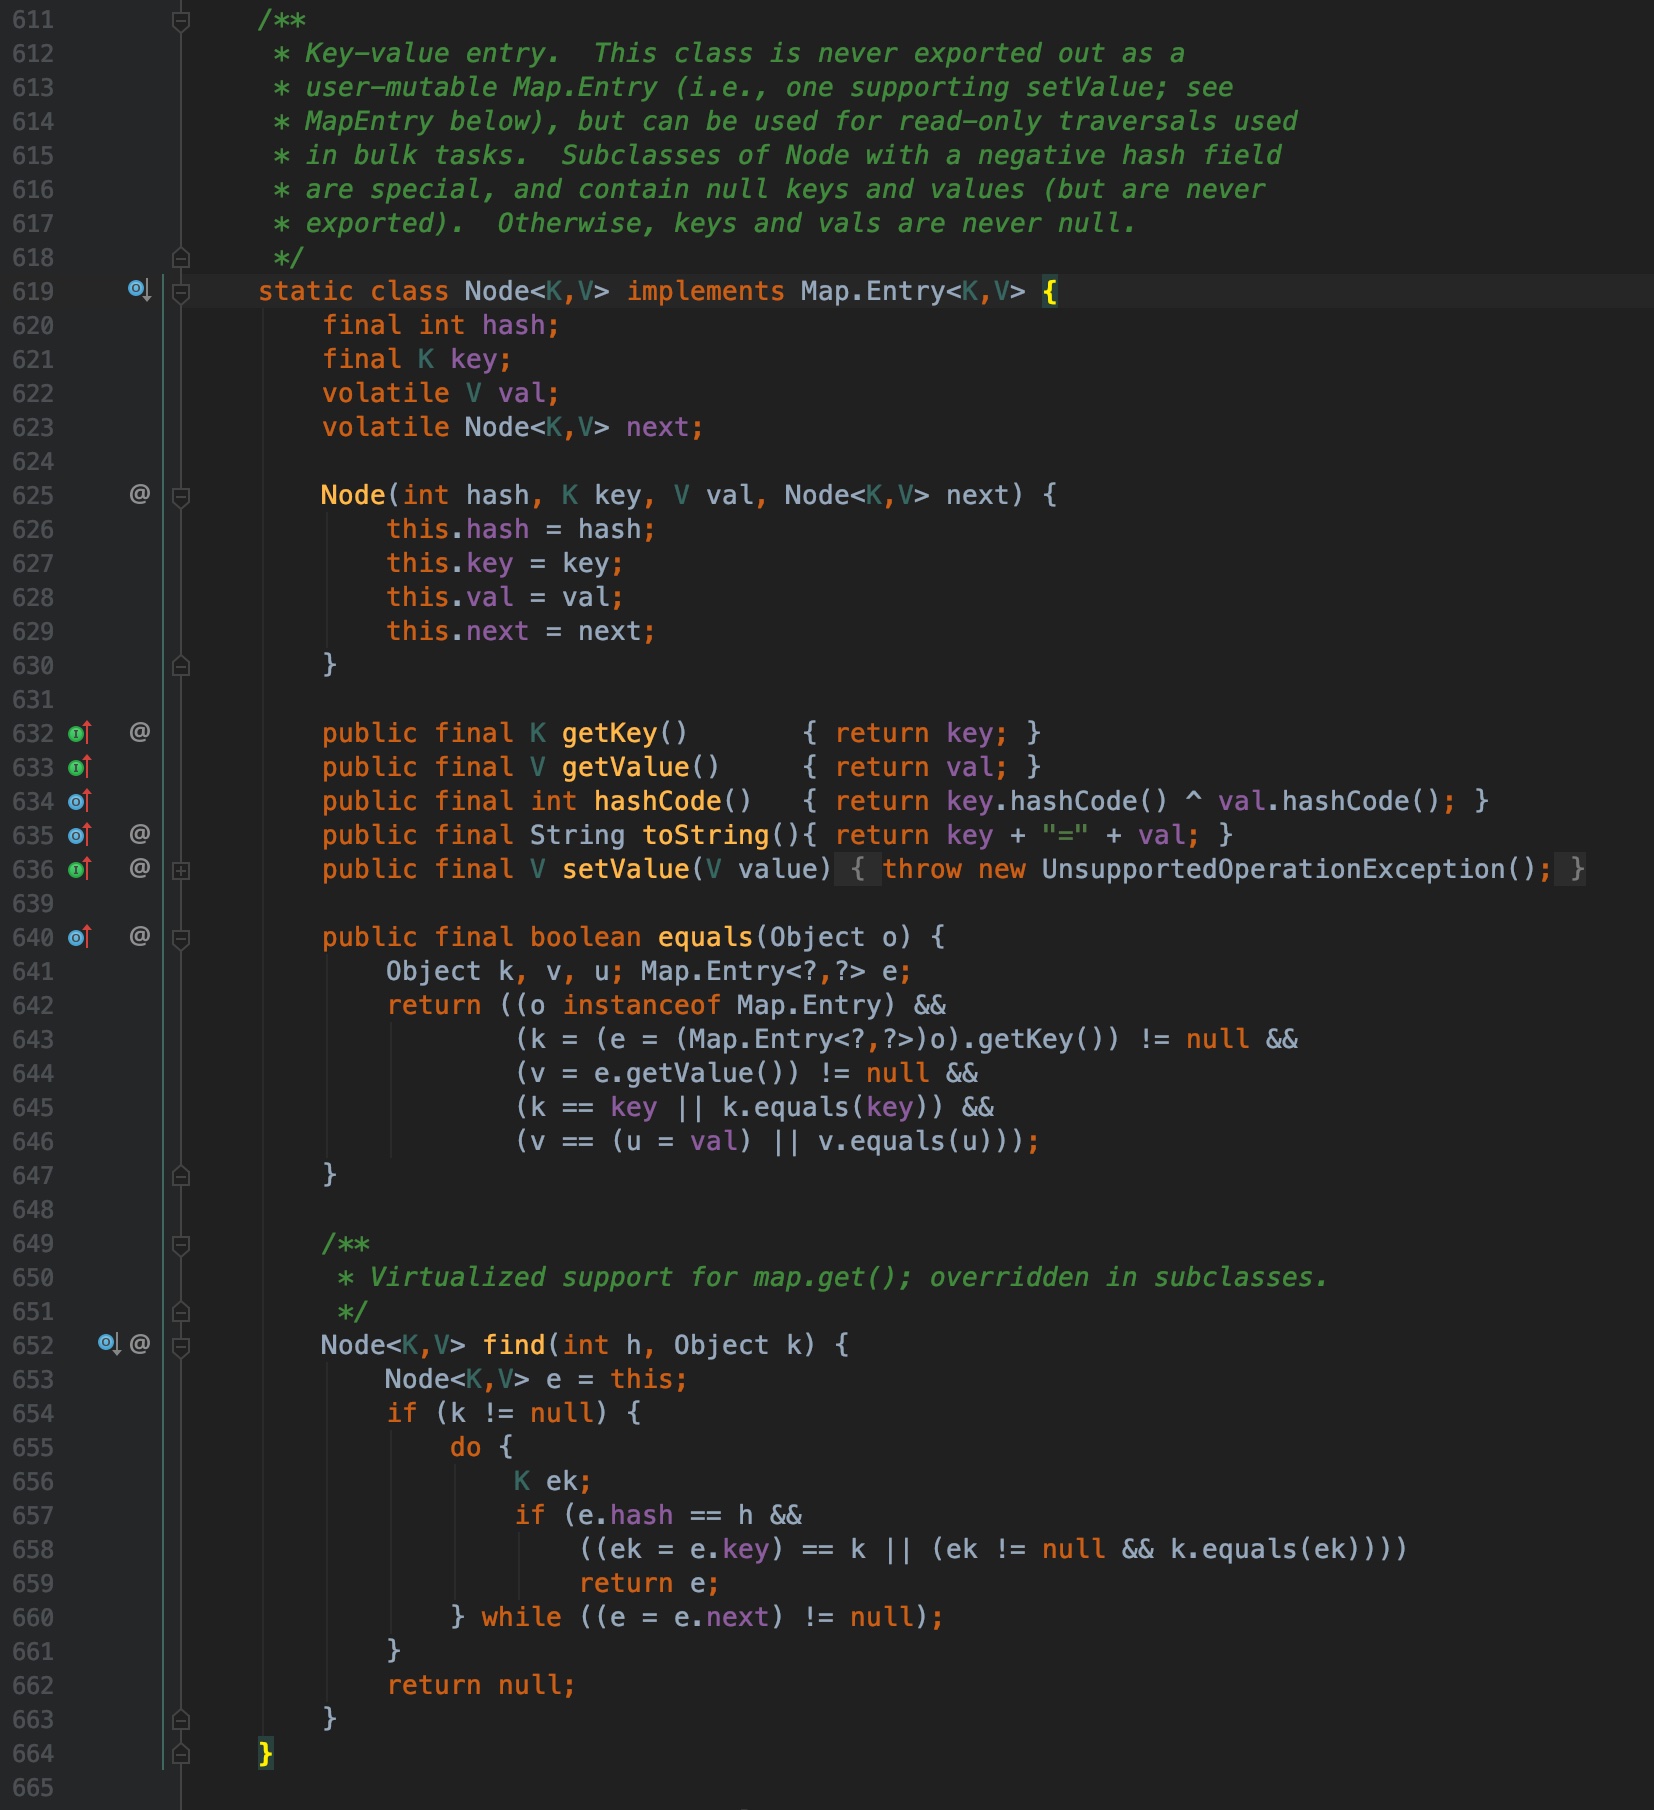 611 /**
612 * Key-value entry.  This class is never exported out as a
613 * user-mutable Map.Entry (i.e., one supporting setValue; see
614 * MapEntry below), but can be used for read-only traversals used
615 * in bulk tasks.  Subclasses of Node with a negative hash field
616 * are special, and contain null keys and values (but are never
617 * exported).  Otherwise, keys and vals are never null.
618 */
619 static class Node<K,V> implements Map.Entry<K,V> {
620 final int hash;
621 final K key;
622 volatile V val;
623 volatile Node<K,V> next;
624
625 @ Node(int hash, K key, V val, Node<K,V> next) {
626 this.hash = hash;
627 this.key = key;
628 this.val = val;
629 this.next = next;
630 }
631
632 @ public final K getKey()       { return key; }
633 public final V getValue()     { return val; }
634 public final int hashCode()   { return key.hashCode() ^ val.hashCode(); }
635 @ public final String toString(){ return key + "=" + val; }
636 @ public final V setValue(V value) { throw new UnsupportedOperationException(); }
639
640 @ public final boolean equals(Object o) {
641 Object k, v, u; Map.Entry<?,?> e;
642 return ((o instanceof Map.Entry) &&
643 (k = (e = (Map.Entry<?,?>)o).getKey()) != null &&
644 (v = e.getValue()) != null &&
645 (k == key || k.equals(key)) &&
646 (v == (u = val) || v.equals(u)));
647 }
648
649 /**
650 * Virtualized support for map.get(); overridden in subclasses.
651 */
652 @ Node<K,V> find(int h, Object k) {
653 Node<K,V> e = this;
654 if (k != null) {
655 do {
656 K ek;
657 if (e.hash == h &&
658 ((ek = e.key) == k || (ek != null && k.equals(ek))))
659 return e;
660 } while ((e = e.next) != null);
661 }
662 return null;
663 }
664 }
665